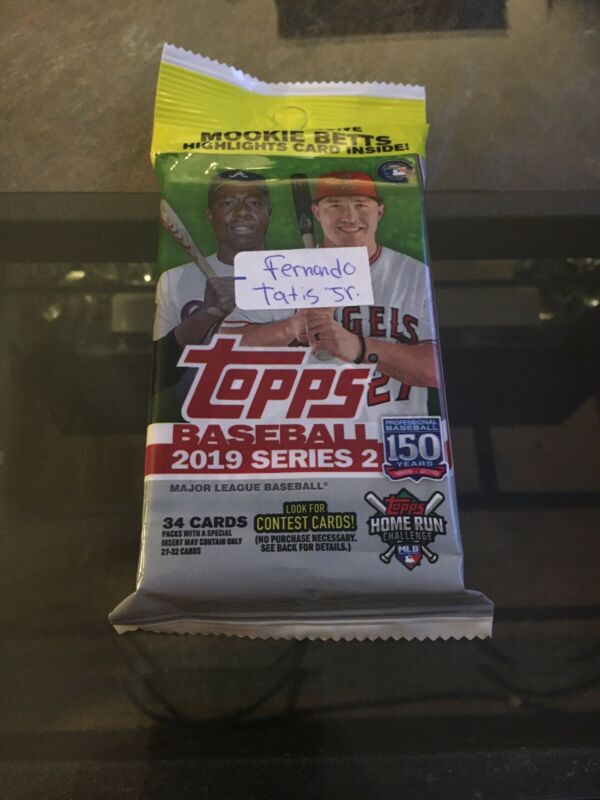 MOOKIE BETTS
HIGHLIGHTS CARD INSIDE!
Fernando
Tatis Jr.
GELS
27
topps
BASEBALL
2019 SERIES 2
PROFESSIONAL
BASEBALL
150
YEARS
1869 - 2019
MAJOR LEAGUE BASEBALL®
34 CARDS
PACKS WITH A SPECIAL
INSERT MAY CONTAIN ONLY
27-32 CARDS
LOOK FOR
CONTEST CARDS!
(NO PURCHASE NECESSARY.
SEE BACK FOR DETAILS.)
topps
HOME RUN
CHALLENGE
MLB